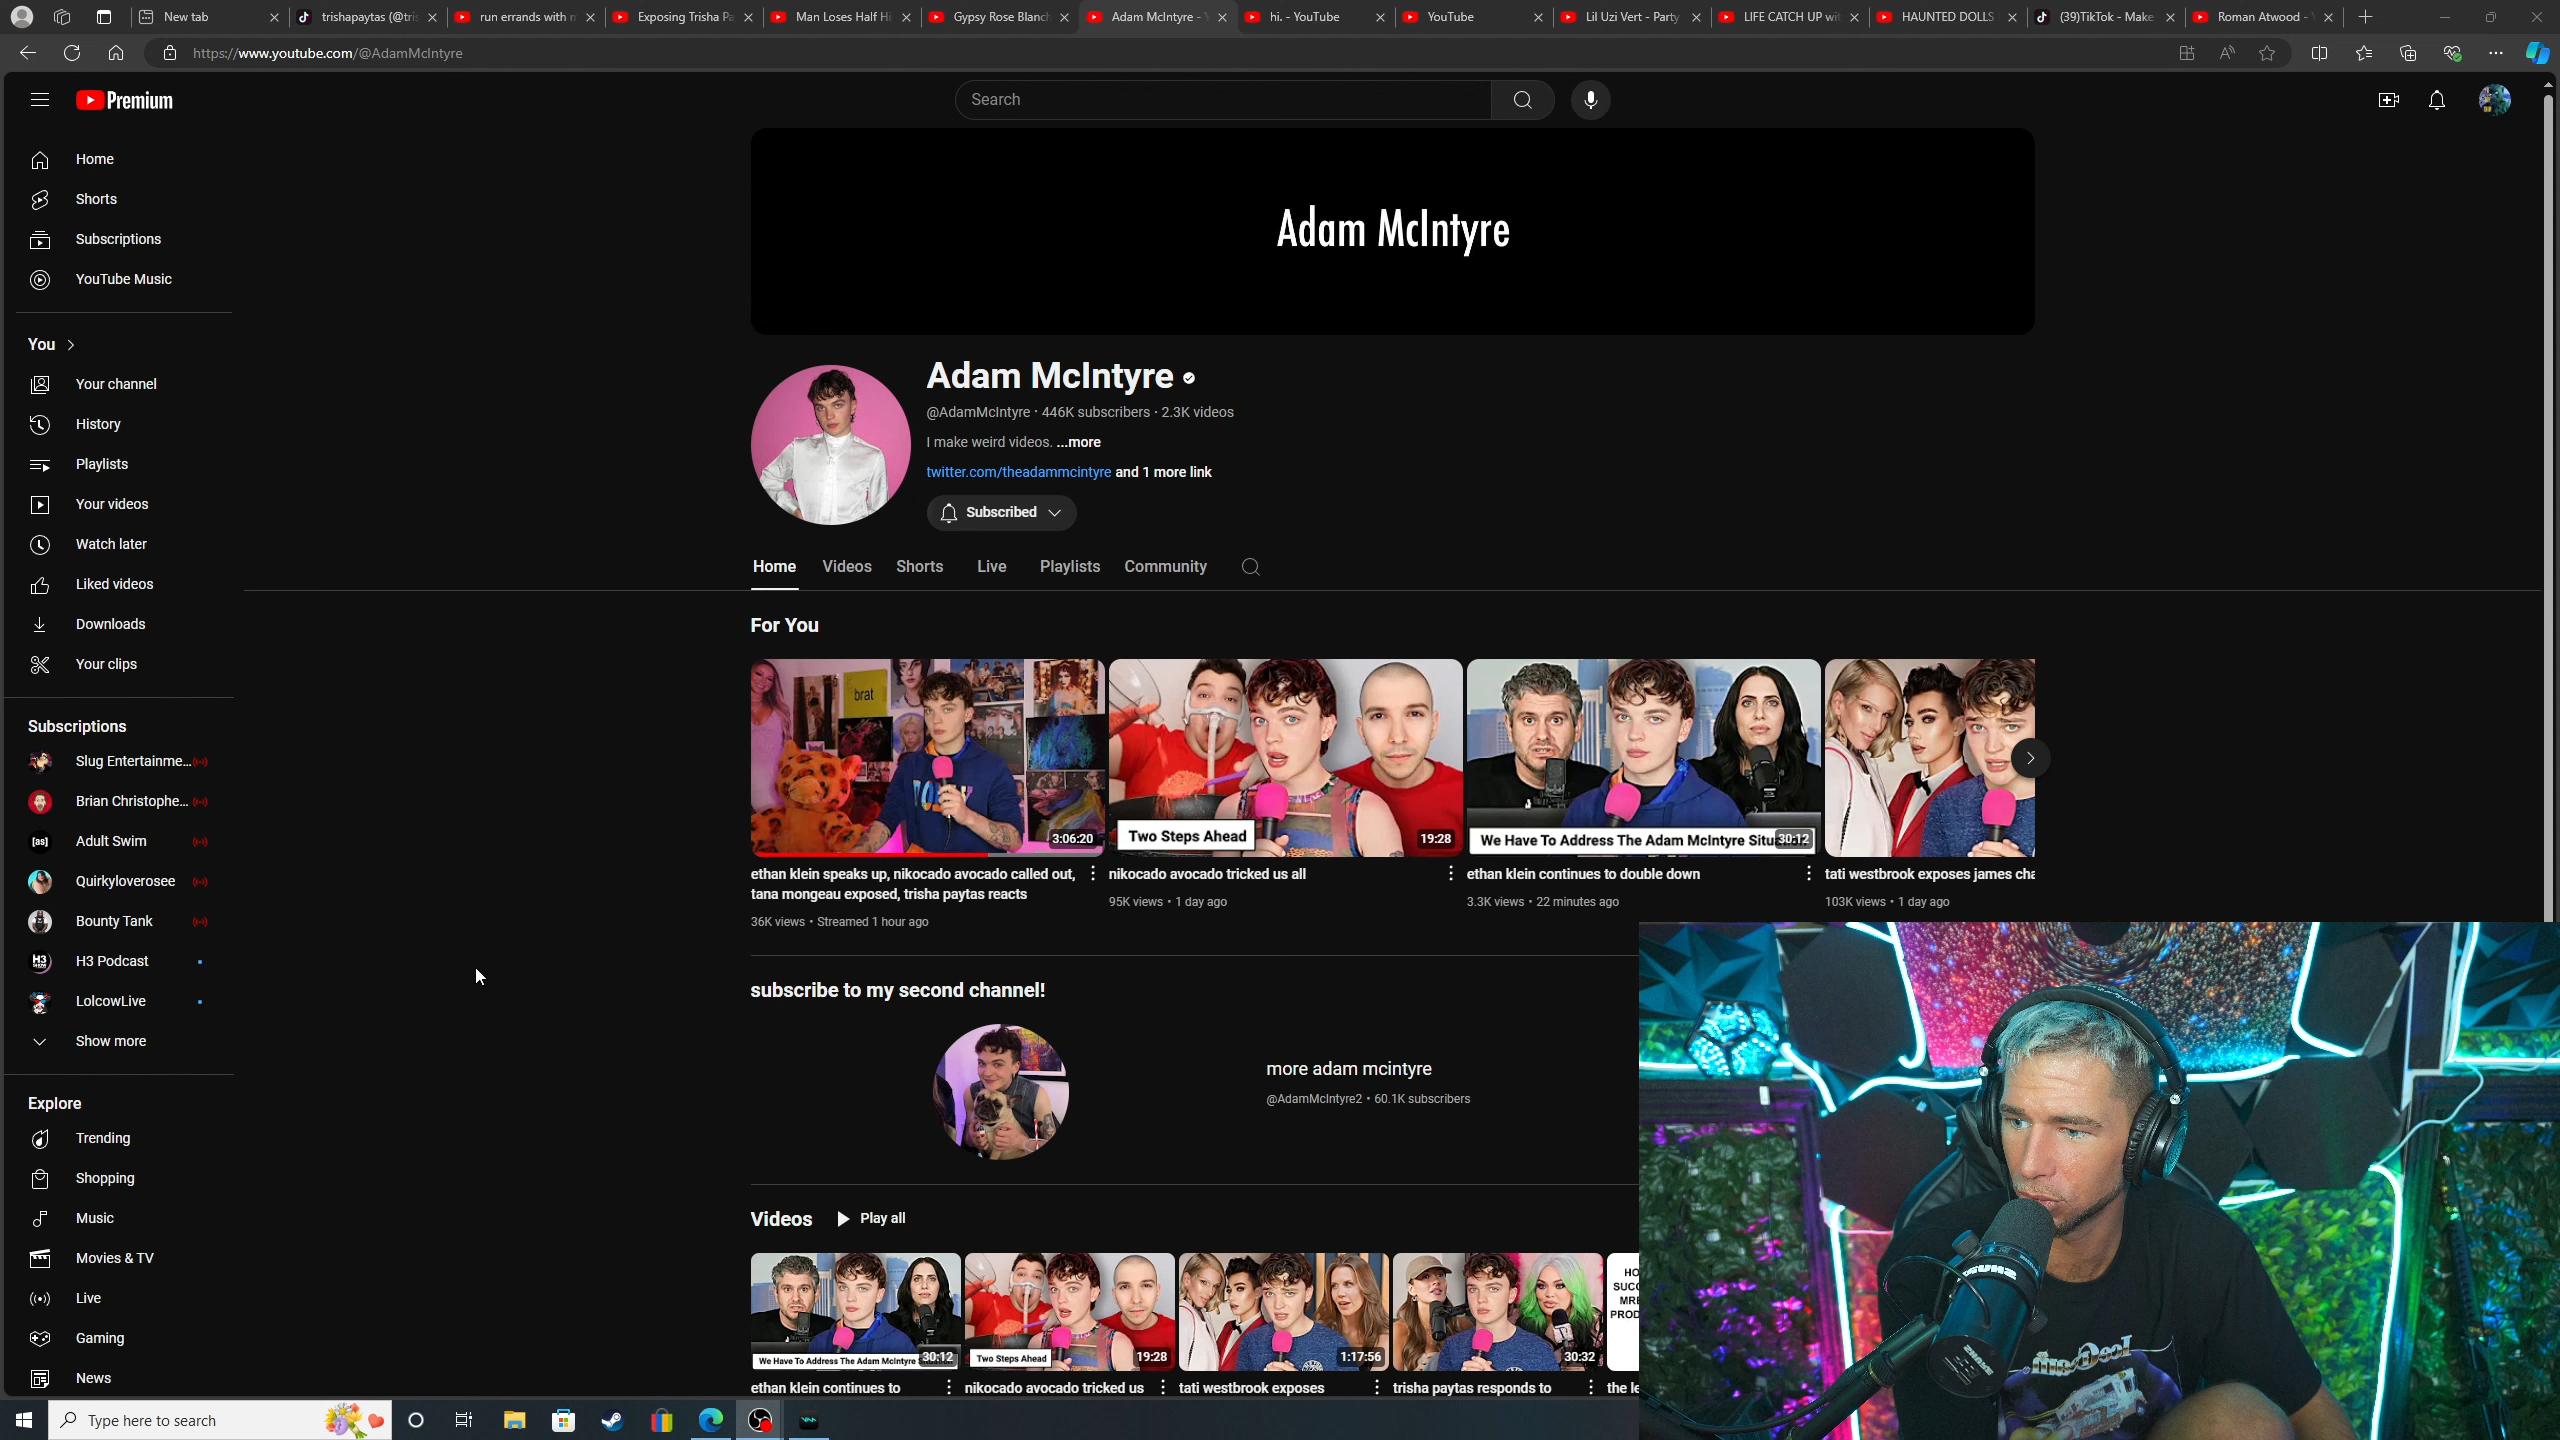 New tab
trishapaytas (@tris
run errands with m
Exposing Trisha Pa
Man Loses Half Hi
Gypsy Rose Blanch
Adam McIntyre - Y
hi. - YouTube
YouTube
Lil Uzi Vert - Party
LIFE CATCH UP wit
HAUNTED DOLLS
(39)TikTok - Make
Roman Atwood - Y
https://www.youtube.com/@AdamMcIntyre
Premium
Search
Home
Shorts
Subscriptions
YouTube Music
You
Your channel
History
Playlists
Your videos
Watch later
Liked videos
Downloads
Your clips
Subscriptions
Slug Entertainme...
Brian Christophe...
[as] Adult Swim
Quirkyloverosee
Bounty Tank
H3 Podcast
LolcowLive
Show more
Explore
Trending
Shopping
Music
Movies & TV
Live
Gaming
News
Adam McIntyre
Adam McIntyre
@AdamMcIntyre · 446K subscribers · 2.3K videos
I make weird videos. ...more
twitter.com/theadammcintyre and 1 more link
Subscribed
Home Videos Shorts Live Playlists Community
For You
brat
3:06:20
ethan klein speaks up, nikocado avocado called out,
tana mongeau exposed, trisha paytas reacts
36K views · Streamed 1 hour ago
Two Steps Ahead
19:28
nikocado avocado tricked us all
95K views · 1 day ago
We Have To Address The Adam McIntyre Situ
30:12
ethan klein continues to double down
3.3K views · 22 minutes ago
tati westbrook exposes james cha
103K views · 1 day ago
subscribe to my second channel!
more adam mcintyre
@AdamMcIntyre2 · 60.1K subscribers
Videos
Play all
We Have To Address The Adam McIntyre
30:12
ethan klein continues to
Two Steps Ahead
19:28
nikocado avocado tricked us
1:17:56
tati westbrook exposes
30:32
trisha paytas responds to
HO
SUCC
MRE
PROD
the le
Type here to search